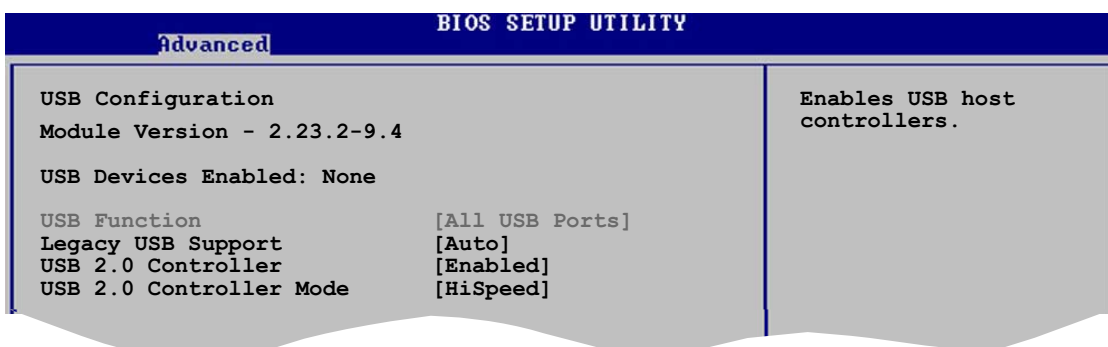 BIOS SETUP UTILITY
Advanced
USB Configuration
Module Version - 2.23.2-9.4
USB Devices Enabled: None
USB Function [All USB Ports]
Legacy USB Support [Auto]
USB 2.0 Controller [Enabled]
USB 2.0 Controller Mode [HiSpeed]
Enables USB host
controllers.